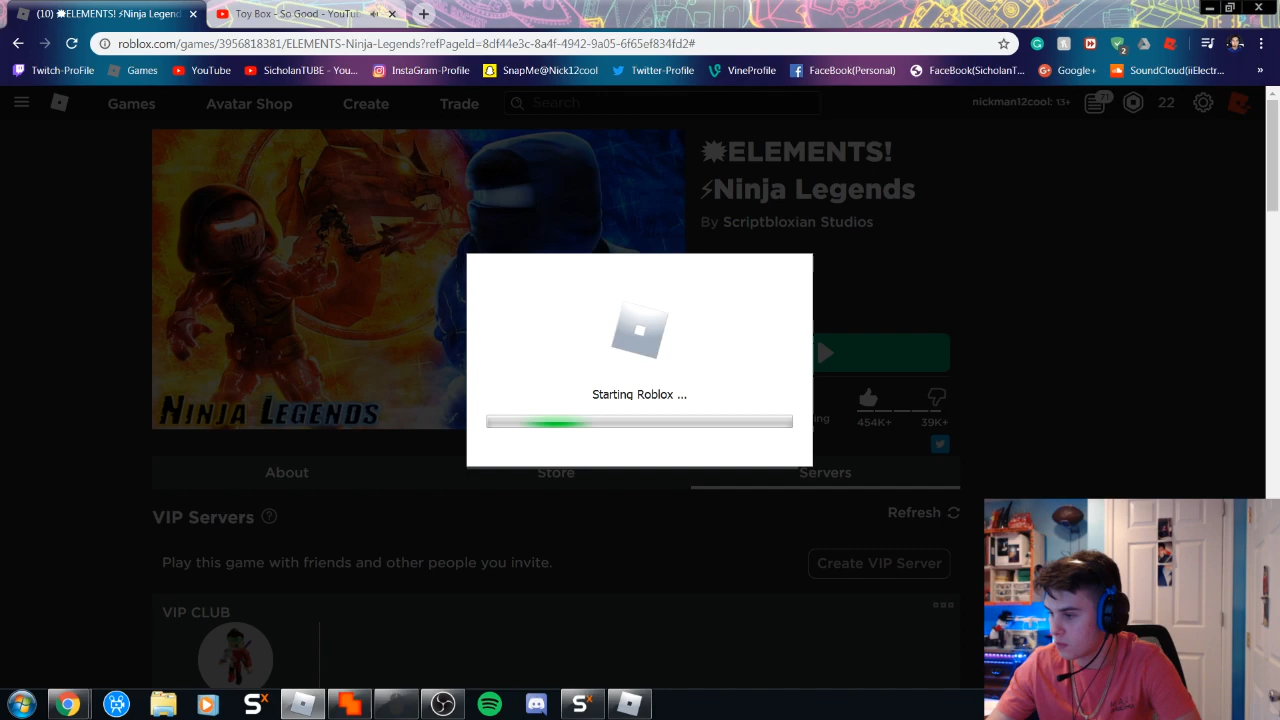 (10) ✸ELEMENTS! ⚡Ninja Legends
Toy Box - So Good - YouTu
roblox.com/games/3956818381/ELEMENTS-Ninja-Legends?refPageId=8df44e3c-8a4f-4942-9a05-6f65ef834fd2#
2
Twitch-ProFile
Games
YouTube
SicholanTUBE - You...
InstaGram-Profile
SnapMe@Nick12cool
Twitter-Profile
VineProfile
FaceBook(Personal)
FaceBook(SicholanT...
Google+
SoundCloud(iiElectr...
»
Games
Avatar Shop
Create
Trade
Search
nickman12cool: 13+
71
22
✸ELEMENTS!
⚡Ninja Legends
By Scriptbloxian Studios
NINJA LEGENDS
Starting Roblox ...
454K+
39K+
About
Store
Servers
VIP Servers ?
Refresh
Play this game with friends and other people you invite.
Create VIP Server
VIP CLUB